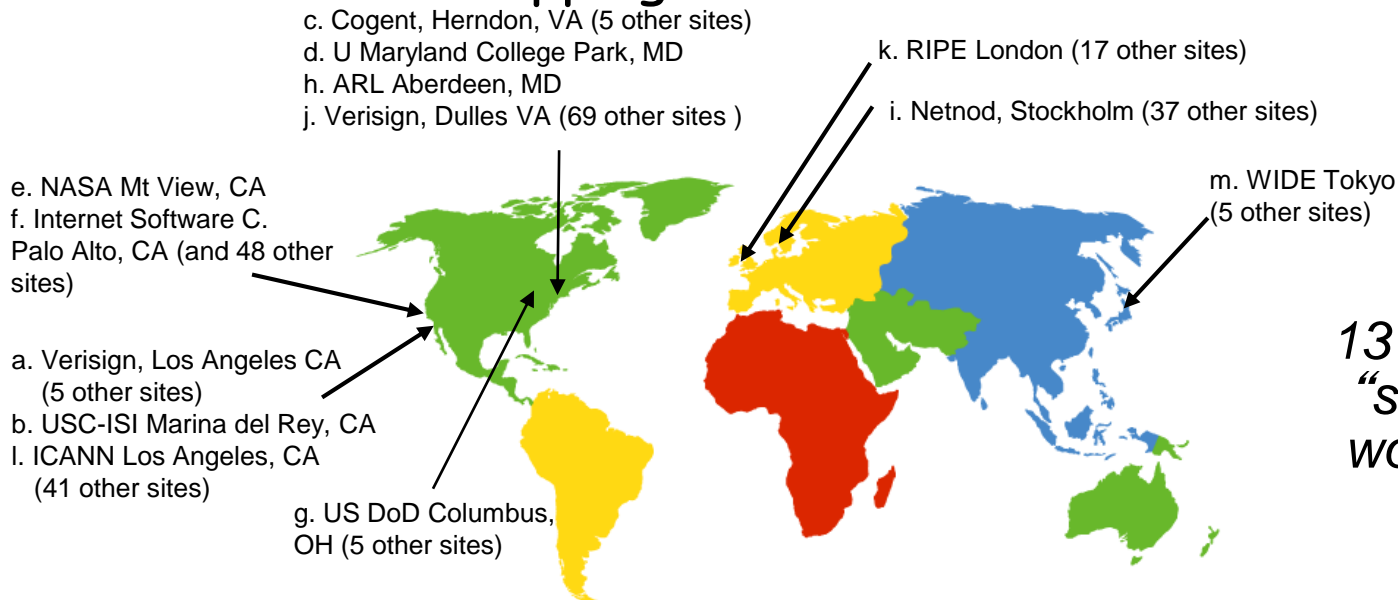 c. Cogent, Herndon, VA (5 other sites)
d. U Maryland College Park, MD
h. ARL Aberdeen, MD
j. Verisign, Dulles VA (69 other sites )
k. RIPE London (17 other sites)
i. Netnod, Stockholm (37 other sites)
m. WIDE Tokyo
(5 other sites)
e. NASA Mt View, CA
f. Internet Software C.
Palo Alto, CA (and 48 other
sites)
a. Verisign, Los Angeles CA
(5 other sites)
b. USC-ISI Marina del Rey, CA
l. ICANN Los Angeles, CA
(41 other sites)
g. US DoD Columbus,
OH (5 other sites)
13